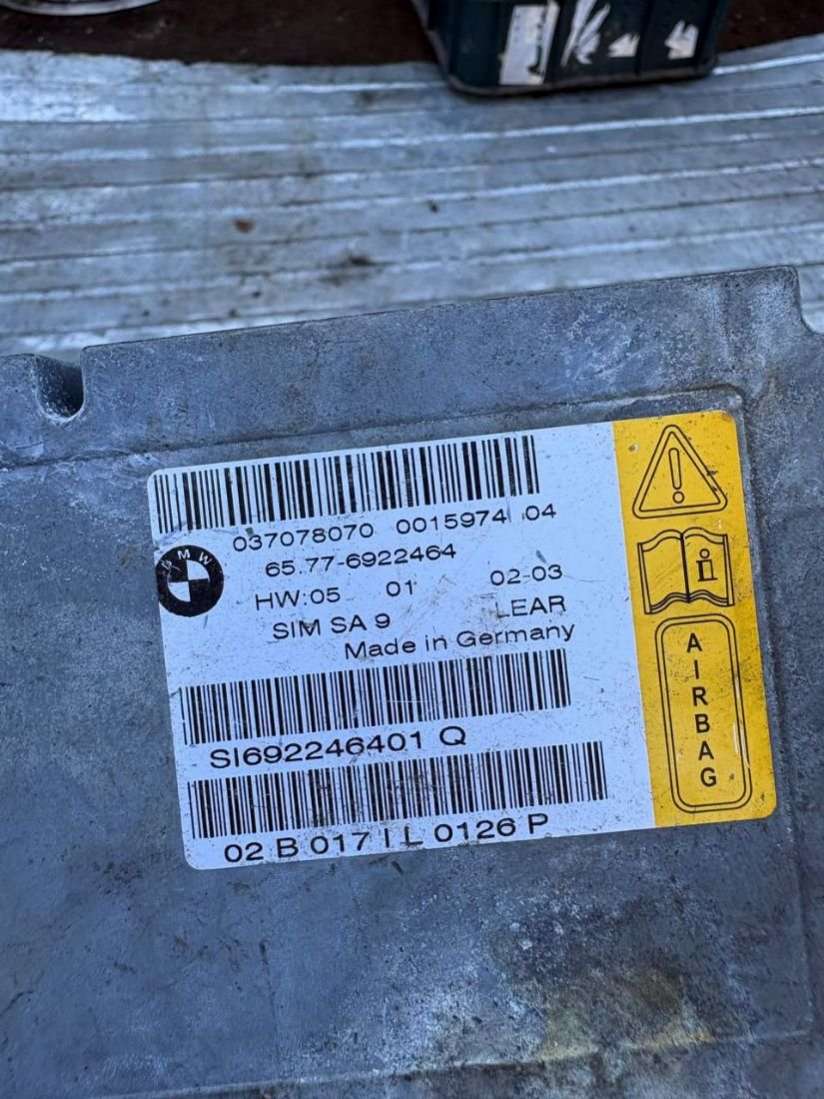 037078070 0015974 04
BMW
65.77-6922464
HW:05 01 02-03
SIM SA 9 LEAR
Made in Germany
SI692246401 Q
02 B 017 I L 0126 P
AIRBAG